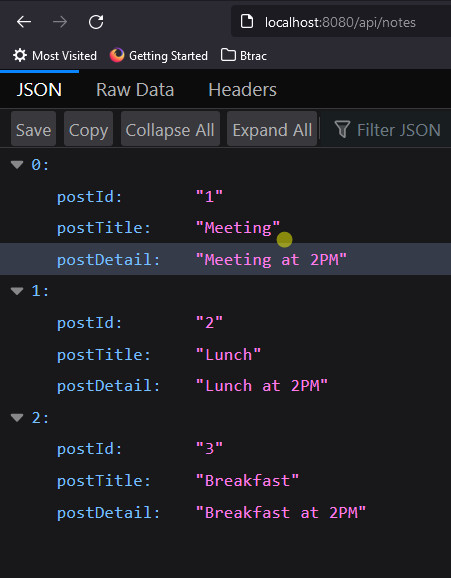 localhost:8080/api/notes
Most Visited Getting Started Btrac
JSON Raw Data Headers
Save Copy Collapse All Expand All Filter JSON
0:
postId: "1"
postTitle: "Meeting"
postDetail: "Meeting at 2PM"
1:
postId: "2"
postTitle: "Lunch"
postDetail: "Lunch at 2PM"
2:
postId: "3"
postTitle: "Breakfast"
postDetail: "Breakfast at 2PM"